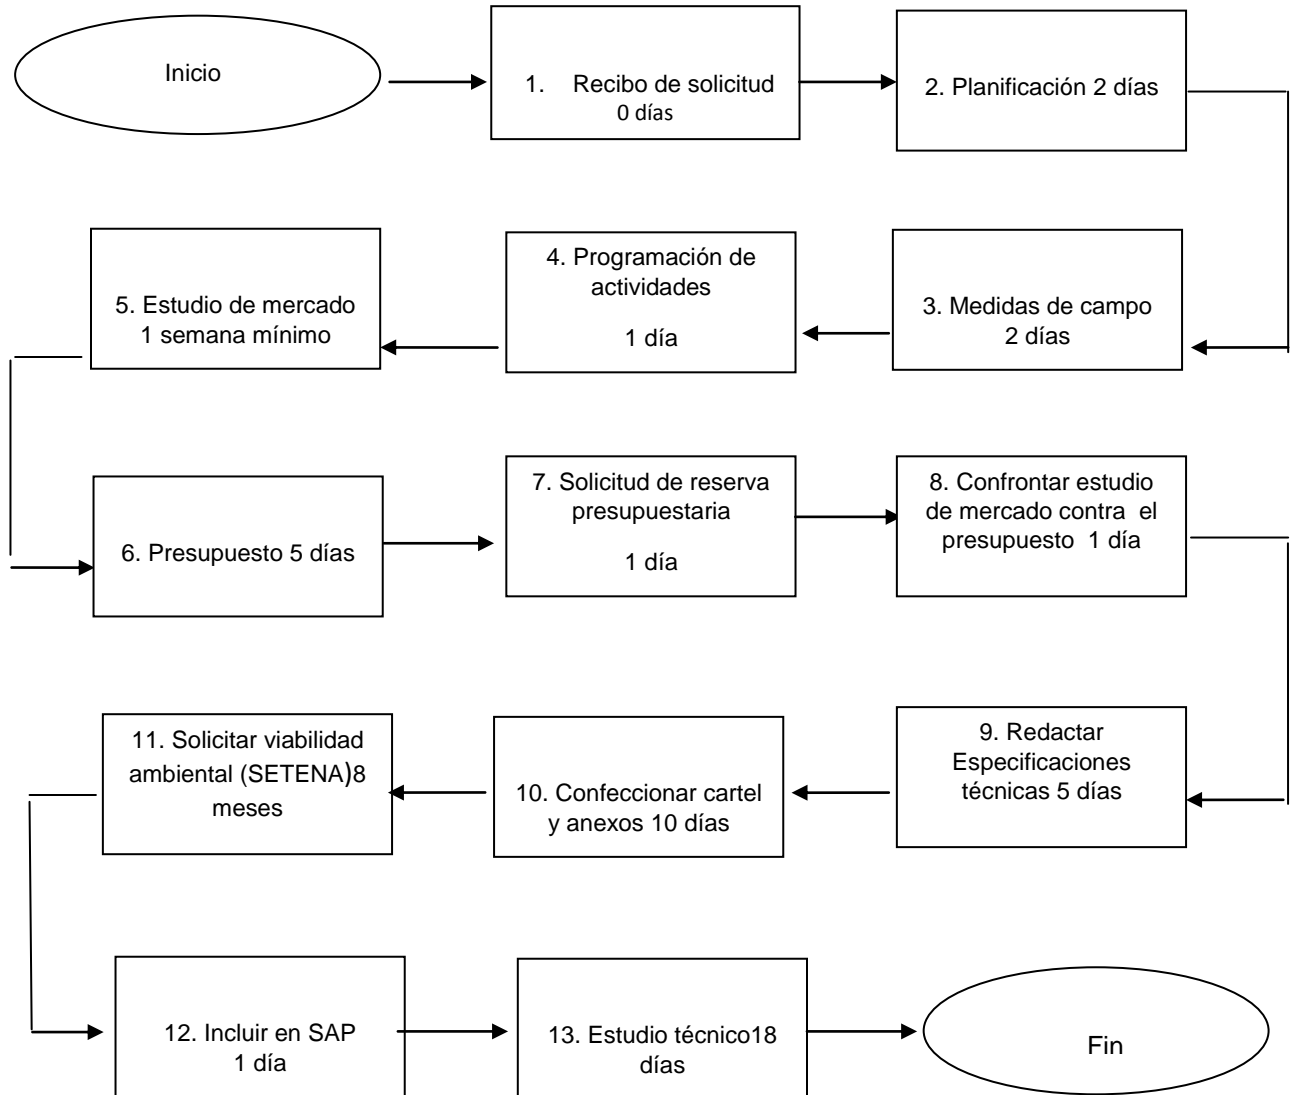 Inicio
1. Recibo de solicitud
0 días
2. Planificación 2 días
3. Medidas de campo
2 días
4. Programación de
actividades
1 día
5. Estudio de mercado
1 semana mínimo
6. Presupuesto 5 días
7. Solicitud de reserva
presupuestaria
1 día
8. Confrontar estudio
de mercado contra el
presupuesto 1 día
9. Redactar
Especificaciones
técnicas 5 días
10. Confeccionar cartel
y anexos 10 días
11. Solicitar viabilidad
ambiental (SETENA)8
meses
12. Incluir en SAP
1 día
13. Estudio técnico18
días
Fin